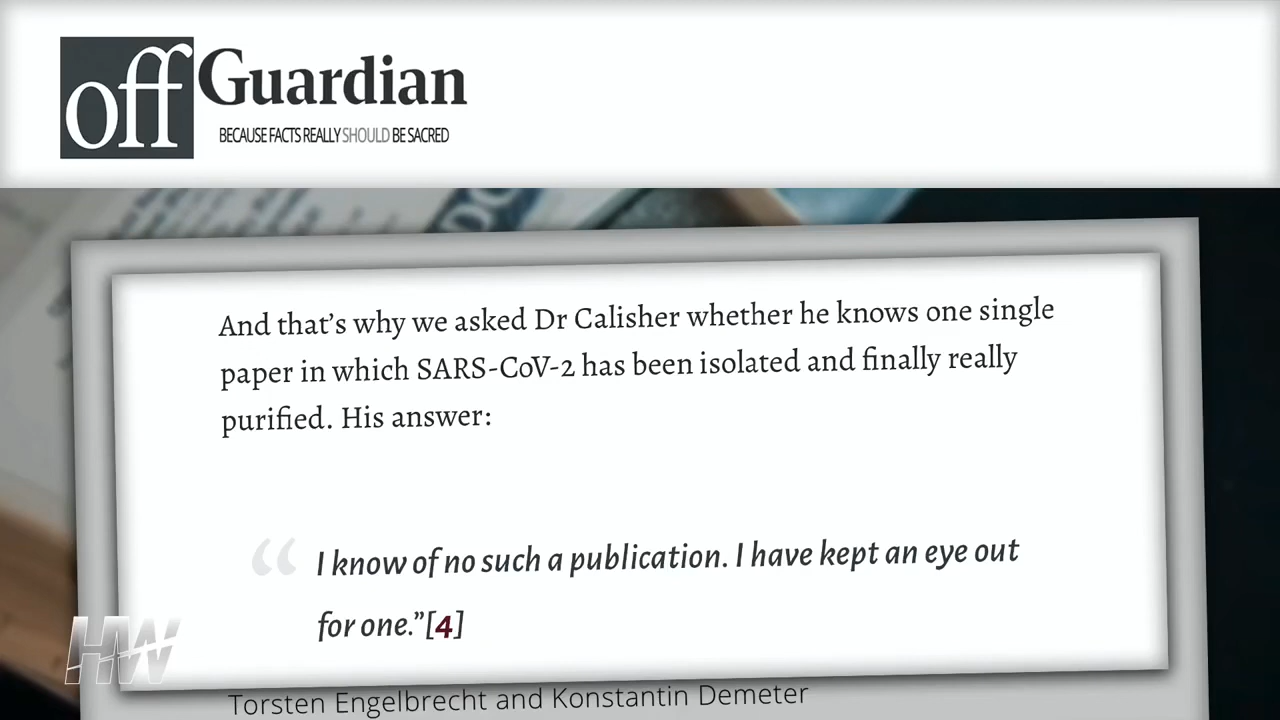 off Guardian
BECAUSE FACTS REALLY SHOULD BE SACRED
And that's why we asked Dr Calisher whether he knows one single
paper in which SARS-CoV-2 has been isolated and finally really
purified. His answer:
“ I know of no such a publication. I have kept an eye out
for one.”[4]
HW
Torsten Engelbrecht and Konstantin Demeter